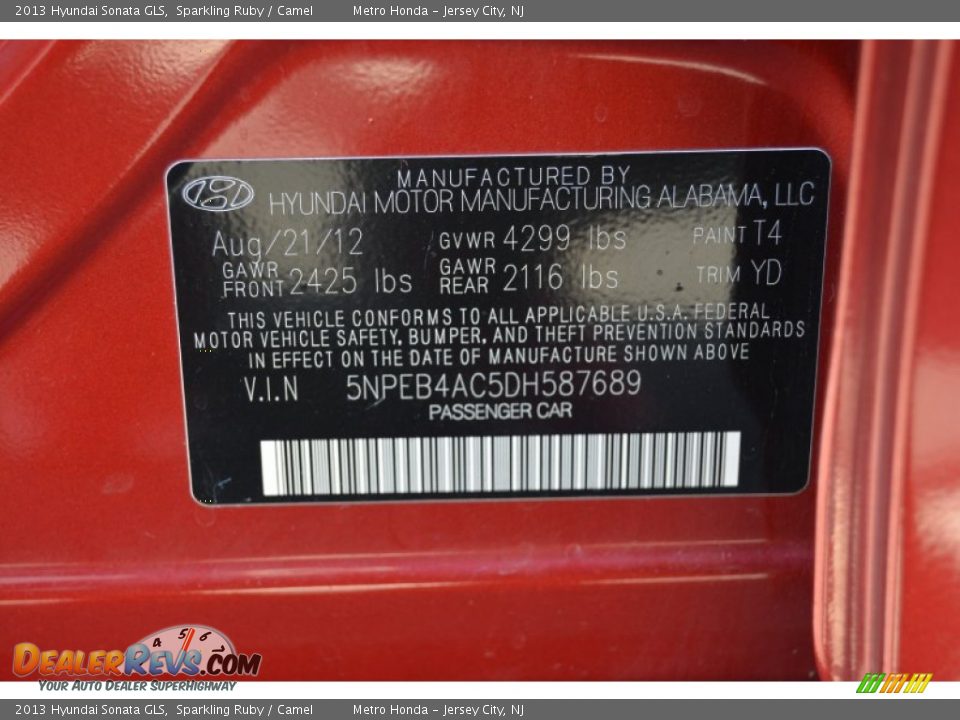 2013 Hyundai Sonata GLS, Sparkling Ruby / Camel Metro Honda - Jersey City, NJ
MANUFACTURED BY
HYUNDAI MOTOR MANUFACTURING ALABAMA, LLC
Aug/21/12 GVWR 4299 lbs PAINT T4
GAWR FRONT 2425 lbs GAWR REAR 2116 lbs TRIM YD
THIS VEHICLE CONFORMS TO ALL APPLICABLE U.S.A. FEDERAL
MOTOR VEHICLE SAFETY, BUMPER, AND THEFT PREVENTION STANDARDS
IN EFFECT ON THE DATE OF MANUFACTURE SHOWN ABOVE
V.I.N 5NPEB4AC5DH587689
PASSENGER CAR
4 5 6
DealerRevs.com
Your Auto Dealer SuperHighway
2013 Hyundai Sonata GLS, Sparkling Ruby / Camel Metro Honda - Jersey City, NJ